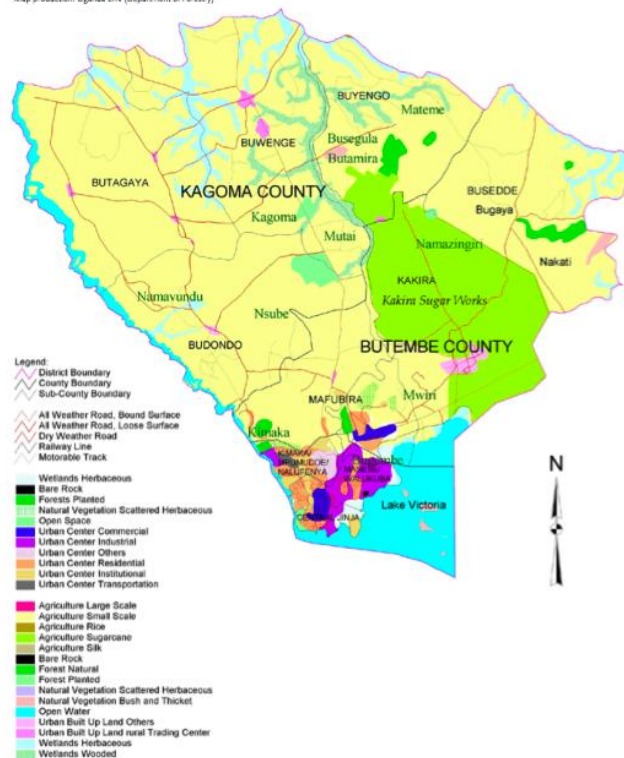 Map production: Uganda
BUYENGO
Mateme
BUWENGE
Busegula
Butamira
BUTAGAYA
KAGOMA COUNTY
BUSEDDE
Bugaya
Kagoma
Mutai
Namazingiri
Nakati
KAKIRA
Kakira Sugar Works
Namavundu
Nsube
BUDONDO
BUTEMBE COUNTY
MAFUBIRA
Mwiri
Kimaka
Lake Victoria
N
Legend:
District Boundary
County Boundary
Sub-County Boundary
All Weather Road, Bound Surface
All Weather Road, Loose Surface
Dry Weather Road
Railway Line
Motorable Track
Wetlands Herbaceous
Bare Rock
Forests Planted
Natural Vegetation Scattered Herbaceous
Open Space
Urban Center Commercial
Urban Center Industrial
Urban Center Others
Urban Center Residential
Urban Center Institutional
Urban Center Transportation
Agriculture Large Scale
Agriculture Small Scale
Agriculture Rice
Agriculture Sugarcane
Agriculture Silk
Bare Rock
Forest Natural
Forest Planted
Natural Vegetation Scattered Herbaceous
Natural Vegetation Bush and Thicket
Open Water
Urban Built Up Land Others
Urban Built Up Land rural Trading Center
Wetlands Herbaceous
Wetlands Wooded